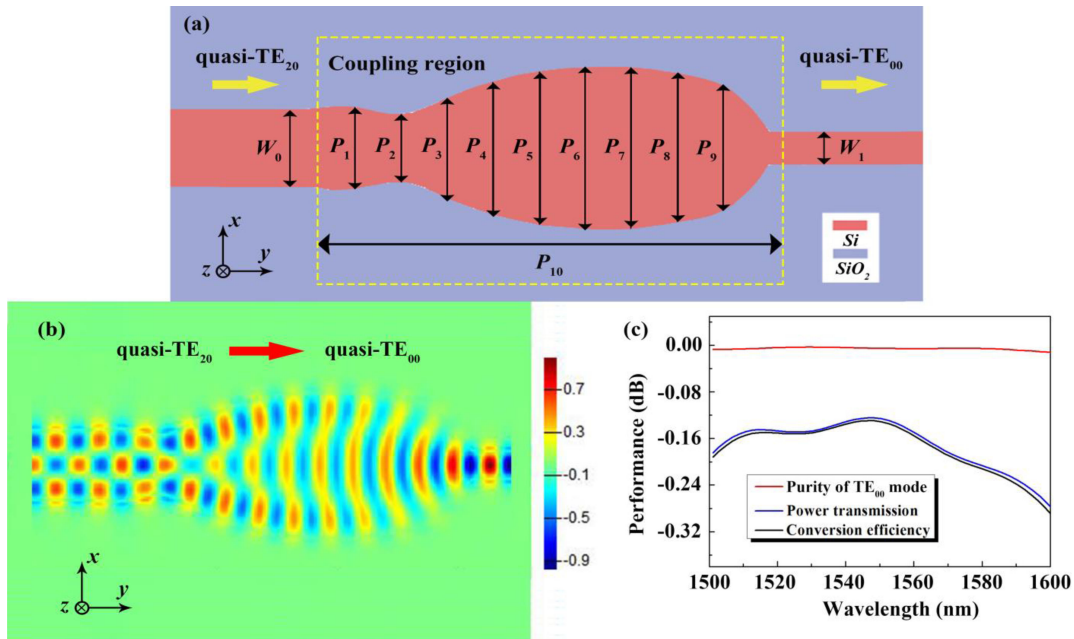 (a)
quasi-TE20
Coupling region
quasi-TE00
W0 P1 P2 P3 P4 P5 P6 P7 P8 P9 W1
P10
x
z y
Si
SiO2
(b)
quasi-TE20 quasi-TE00
0.7
0.3
-0.1
-0.5
-0.9
x
z y
(c)
Performance (dB)
0.00
-0.08
-0.16
-0.24
-0.32
Purity of TE00 mode
Power transmission
Conversion efficiency
1500 1520 1540 1560 1580 1600
Wavelength (nm)